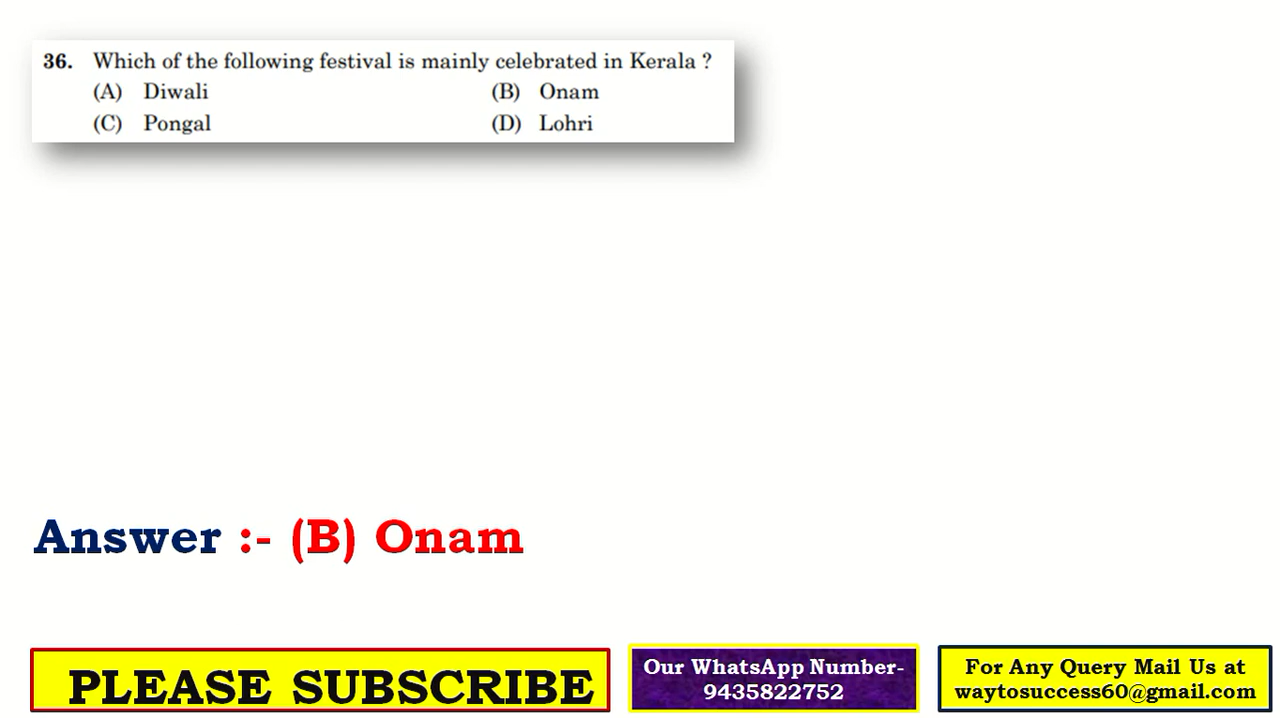 36. Which of the following festival is mainly celebrated in Kerala ?
(A) Diwali (B) Onam
(C) Pongal (D) Lohri
Answer :- (B) Onam
PLEASE SUBSCRIBE
Our WhatsApp Number-
9435822752
For Any Query Mail Us at
waytosuccess60@gmail.com